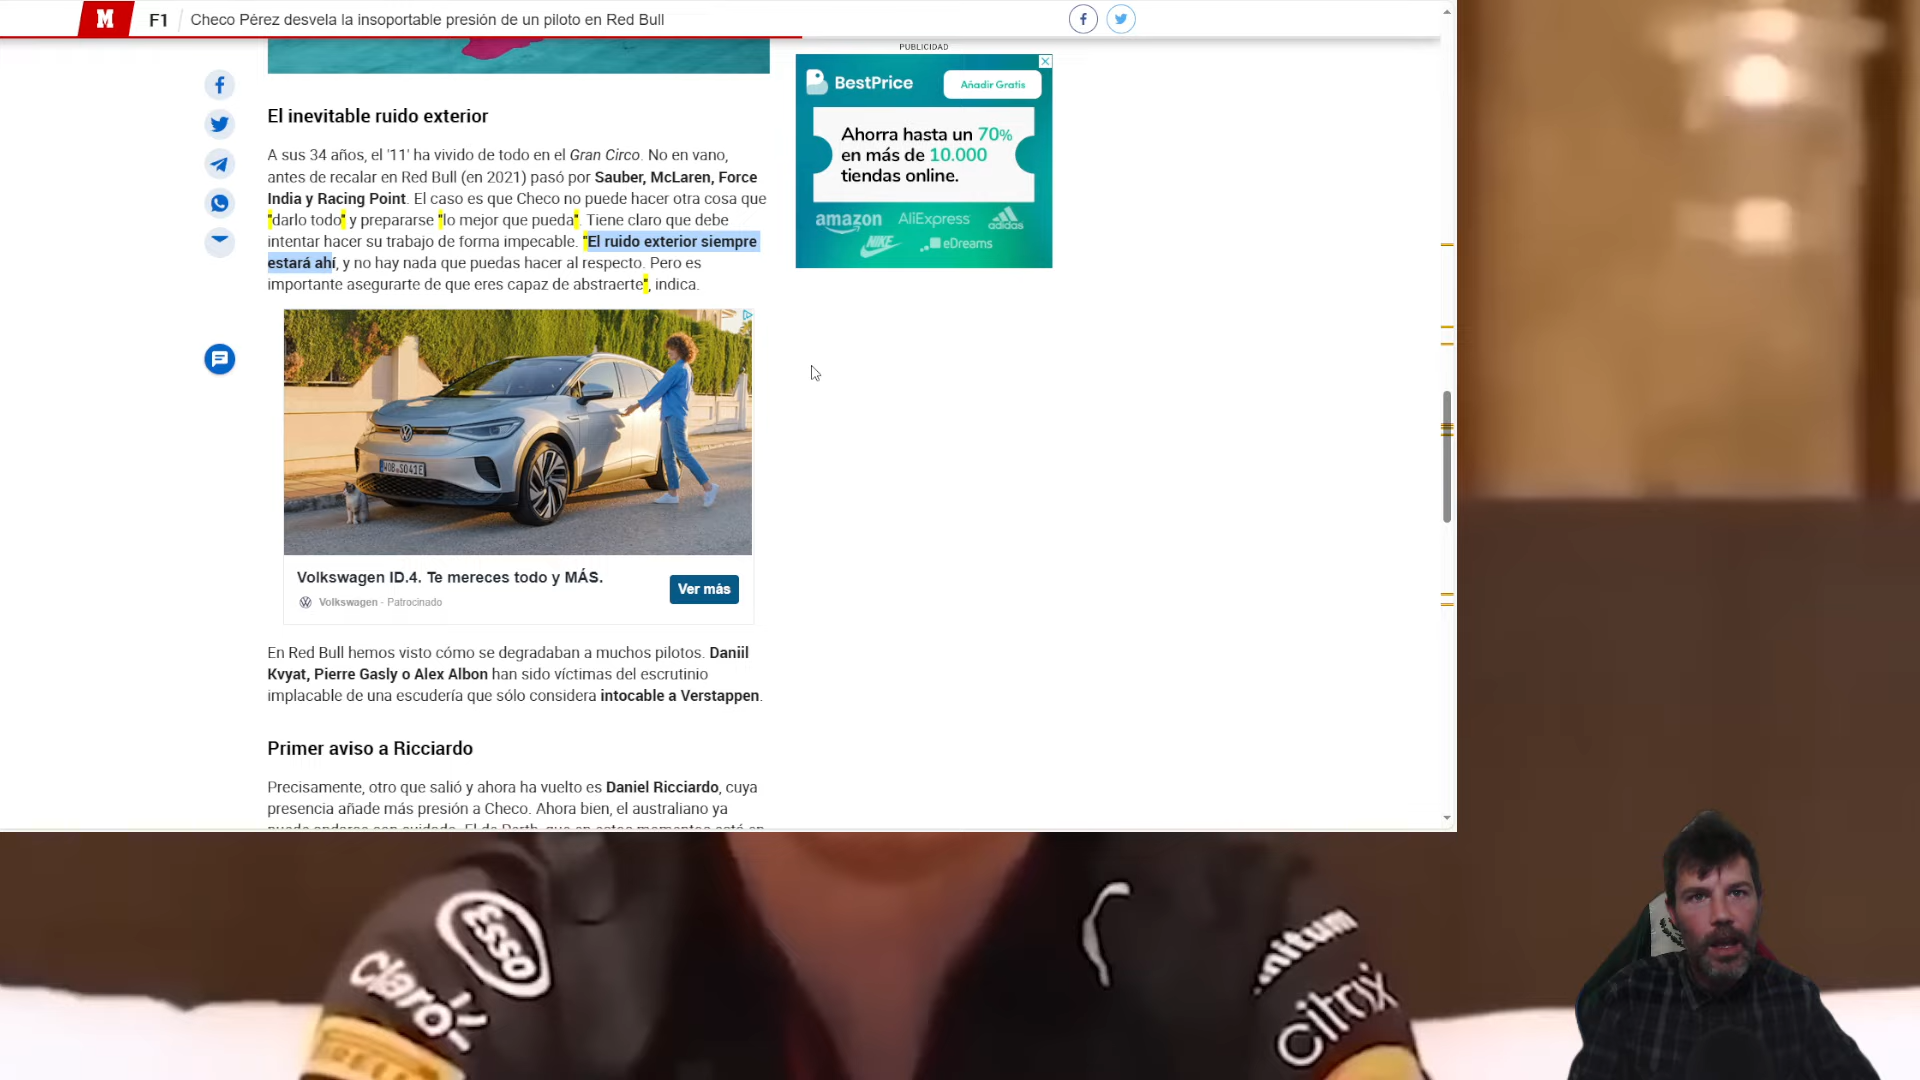 M F1 Checo Pérez desvela la insoportable presión de un piloto en Red Bull
PUBLICIDAD
BestPrice
Añadir Gratis
Ahorra hasta un 70%
en más de 10.000
tiendas online.
amazon AliExpress adidas
NIKE eDreams
El inevitable ruido exterior
A sus 34 años, el '11' ha vivido de todo en el Gran Circo. No en vano,
antes de recalar en Red Bull (en 2021) pasó por Sauber, McLaren, Force
India y Racing Point. El caso es que Checo no puede hacer otra cosa que
"darlo todo" y prepararse "lo mejor que pueda". Tiene claro que debe
intentar hacer su trabajo de forma impecable. "El ruido exterior siempre
estará ahí, y no hay nada que puedas hacer al respecto. Pero es
importante asegurarte de que eres capaz de abstraerte", indica.
WOB·SO41E
Volkswagen ID.4. Te mereces todo y MÁS.
Ver más
Volkswagen - Patrocinado
En Red Bull hemos visto cómo se degradaban a muchos pilotos. Daniil
Kvyat, Pierre Gasly o Alex Albon han sido víctimas del escrutinio
implacable de una escudería que sólo considera intocable a Verstappen.
Primer aviso a Ricciardo
Precisamente, otro que salió y ahora ha vuelto es Daniel Ricciardo, cuya
presencia añade más presión a Checo. Ahora bien, el australiano ya
Esso
Claro
nitum
citrix